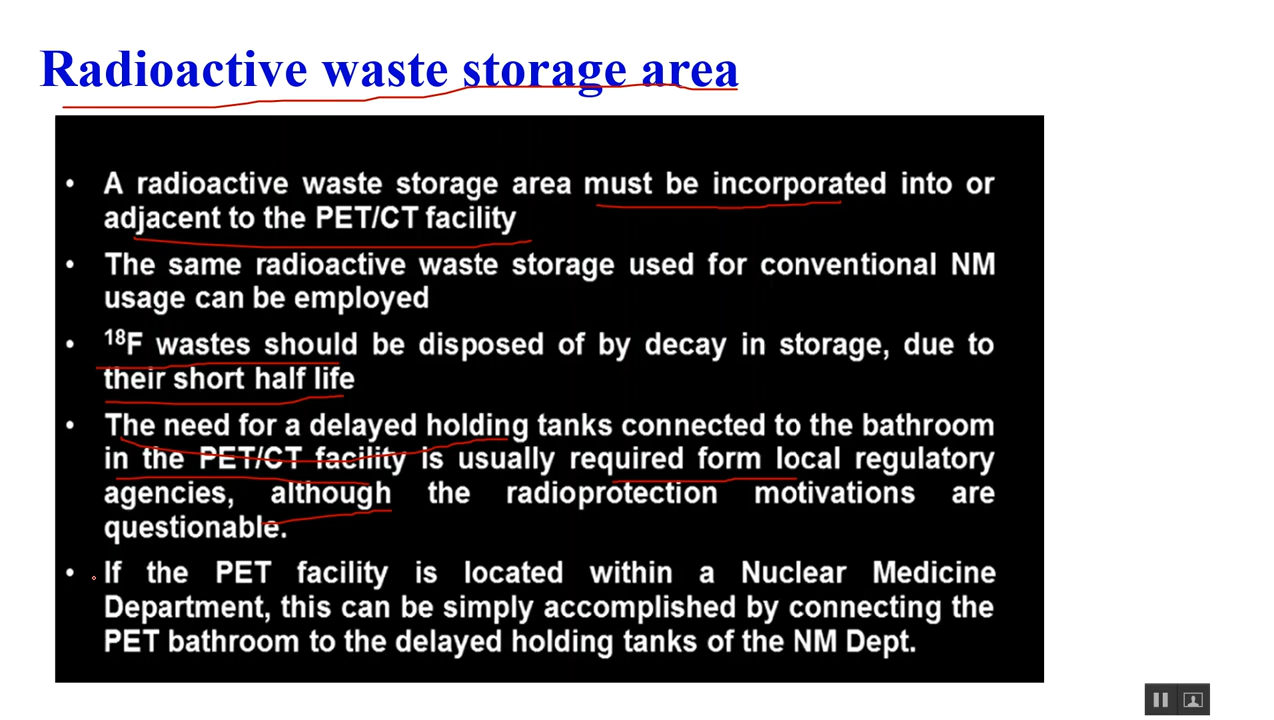 Radioactive waste storage area
• A radioactive waste storage area must be incorporated into or
adjacent to the PET/CT facility
• The same radioactive waste storage used for conventional NM
usage can be employed
• ¹⁸F wastes should be disposed of by decay in storage, due to
their short half life
• The need for a delayed holding tanks connected to the bathroom
in the PET/CT facility is usually required form local regulatory
agencies, although the radioprotection motivations are
questionable.
• If the PET facility is located within a Nuclear Medicine
Department, this can be simply accomplished by connecting the
PET bathroom to the delayed holding tanks of the NM Dept.